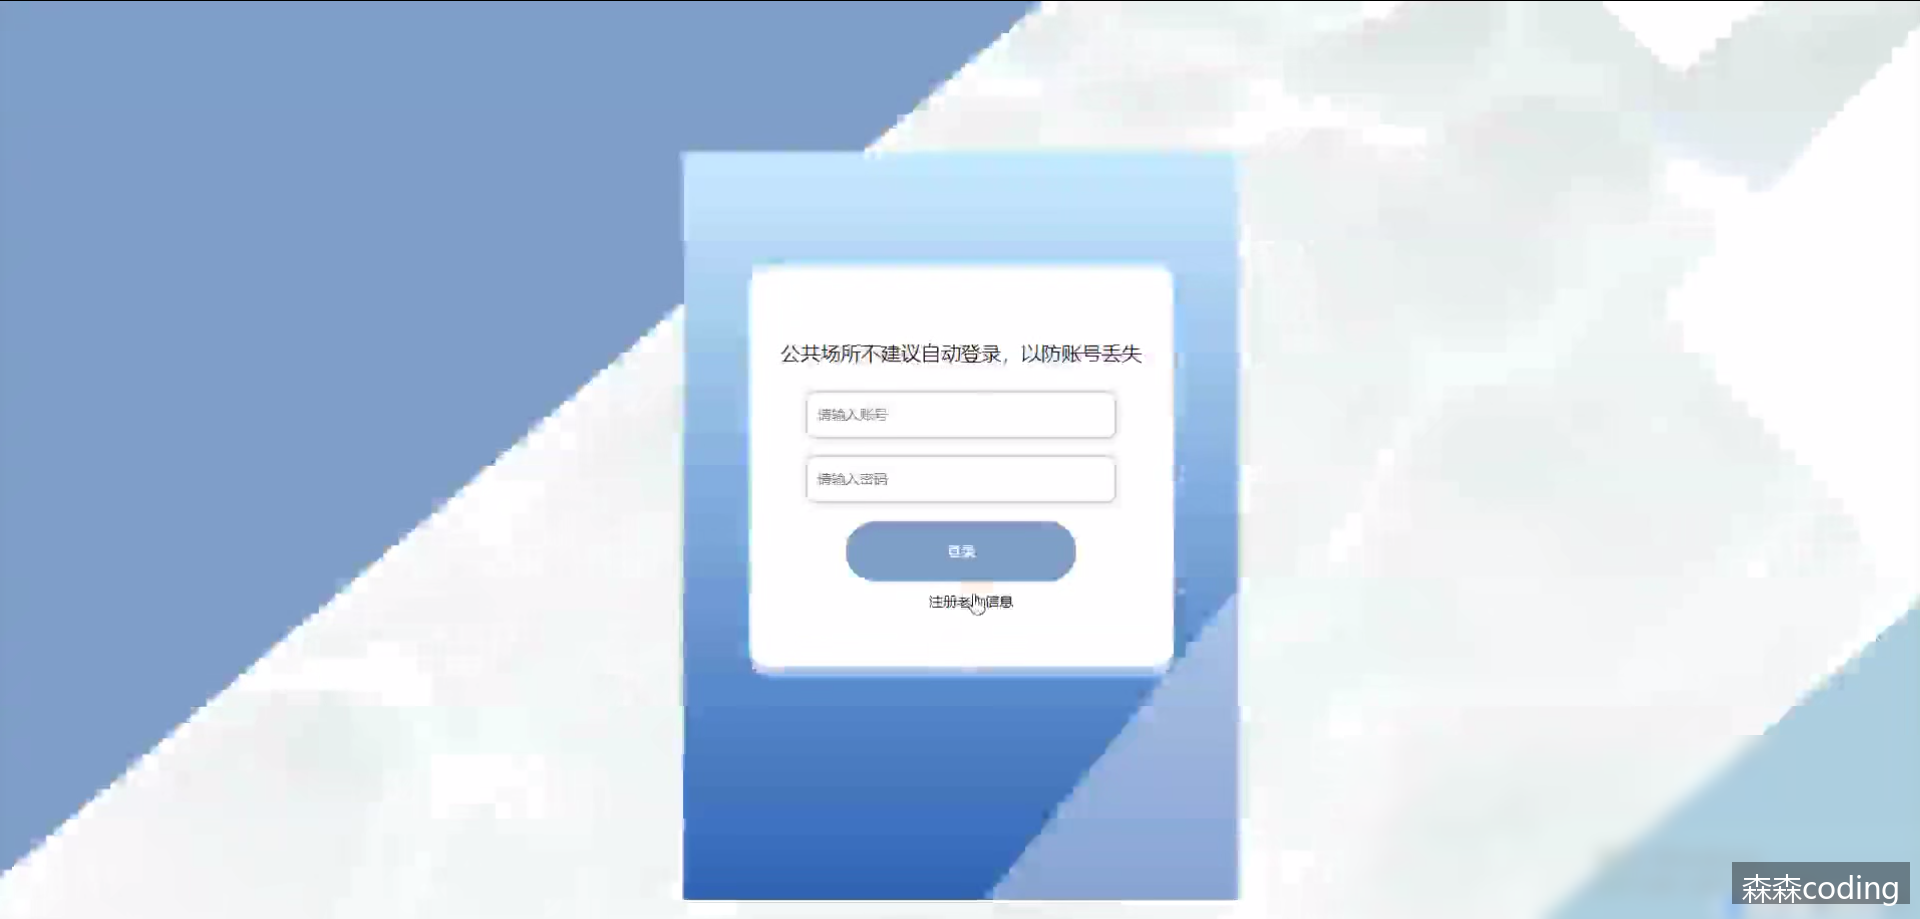 公共场所不建议自动登录，以防账号丢失
请输入账号
请输入密码
登录
注册老 信息
森森coding